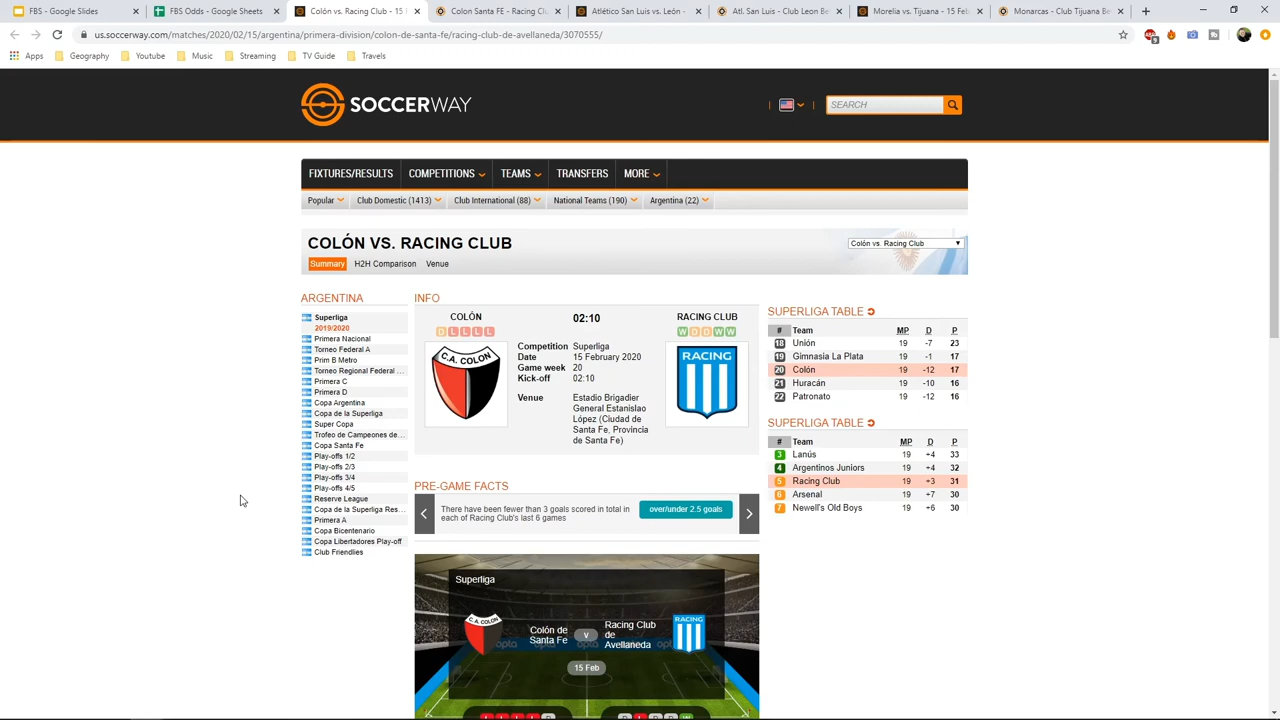 FBS - Google Slides
FBS Odds - Google Sheets
Colón vs. Racing Club - 15 F
Colon Santa FE - Racing Clu
Atlético San Luis vs. León -
Atl. San Luis - Club Leon Be
Morelia vs. Tijuana - 15 Feb
Monarcas - Club Tijuana Be
us.soccerway.com/matches/2020/02/15/argentina/primera-division/colon-de-santa-fe/racing-club-de-avellaneda/3070555/
Apps Geography Youtube Music Streaming TV Guide Travels
SOCCERWAY
SEARCH
FIXTURES/RESULTS COMPETITIONS TEAMS TRANSFERS MORE
Popular Club Domestic (1413) Club International (88) National Teams (190) Argentina (22)
COLÓN VS. RACING CLUB
Colón vs. Racing Club
Summary H2H Comparison Venue
ARGENTINA
Superliga
2019/2020
Primera Nacional
Torneo Federal A
Prim B Metro
Torneo Regional Federal ...
Primera C
Primera D
Copa Argentina
Copa de la Superliga
Super Copa
Trofeo de Campeones de...
Copa Santa Fe
Play-offs 1/2
Play-offs 2/3
Play-offs 3/4
Play-offs 4/5
Reserve League
Copa de la Superliga Res...
Primera A
Copa Bicentenario
Copa Libertadores Play-off
Club Friendlies
INFO
COLÓN
D L L L L
C.A. COLON
02:10
Competition Superliga
Date 15 February 2020
Game week 20
Kick-off 02:10
Venue Estadio Brigadier
General Estanislao
López (Ciudad de
Santa Fe, Provincia
de Santa Fe)
RACING CLUB
W D D W W
RACING
PRE-GAME FACTS
There have been fewer than 3 goals scored in total in
each of Racing Club's last 6 games
over/under 2.5 goals
Superliga
C.A. COLON
Colón de
Santa Fe
v
Racing Club
de
Avellaneda
RACING
opta opta opta
15 Feb
SUPERLIGA TABLE
# Team MP D P
18 Unión 19 -7 23
19 Gimnasia La Plata 19 -1 17
20 Colón 19 -12 17
21 Huracán 19 -10 16
22 Patronato 19 -12 16
SUPERLIGA TABLE
# Team MP D P
3 Lanús 19 +4 33
4 Argentinos Juniors 19 +4 32
5 Racing Club 19 +3 31
6 Arsenal 19 +7 30
7 Newell's Old Boys 19 +6 30